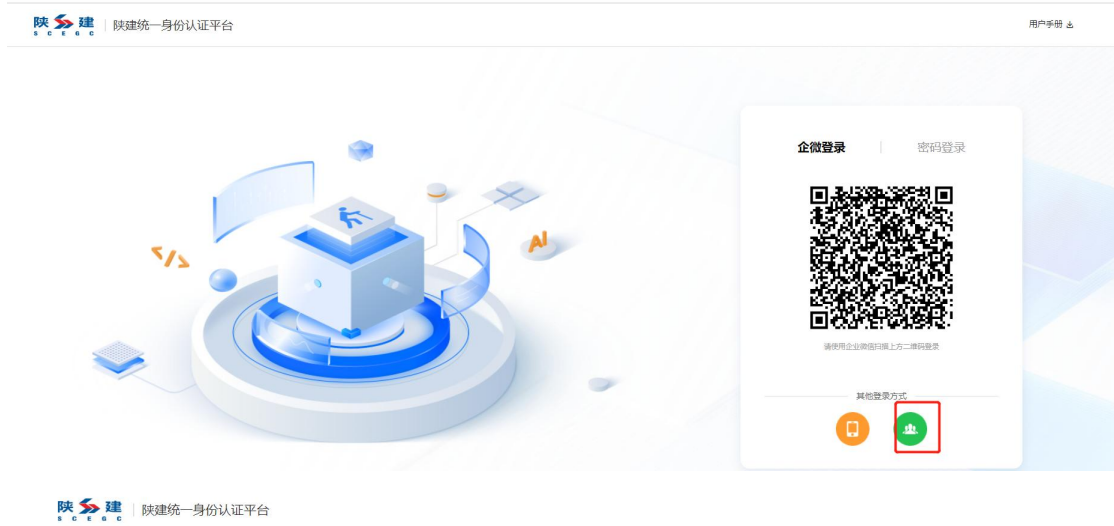 陕建 SCEGC 陕建统一身份认证平台 用户手册
企微登录 密码登录
</>
AI
请使用企业微信扫描上方二维码登录
其他登录方式
陕建 SCEGC 陕建统一身份认证平台